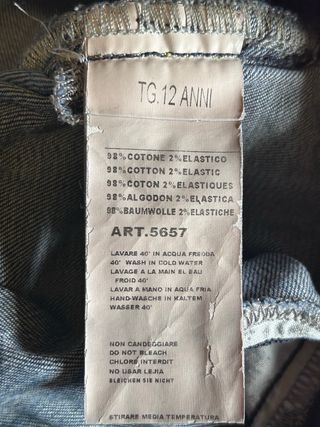 TG.12 ANNI
98%COTONE 2%ELASTICO
98%COTTON 2%ELASTIC
98%COTON 2%ELASTIQUES
98%ALGODON 2%ELASTICA
98%BAUMWOLLE 2%ELASTICHE
ART.5657
LAVARE 40' IN ACQUA FREDDA
40' WASH IN COLD WATER
LAVAGE A LA MAIN EL EAU
FROID 40'
LAVAR A MANO IN AQUA FRIA
HAND-WASCHE IN KALTEM
WASSER 40'
NON CANDEGGIARE
DO NOT BLEACH
CHLORE INTERDIT
NO USAR LEJIA
BLEICHEN SIE NICHT
STIRARE MEDIA TEMPERATURA